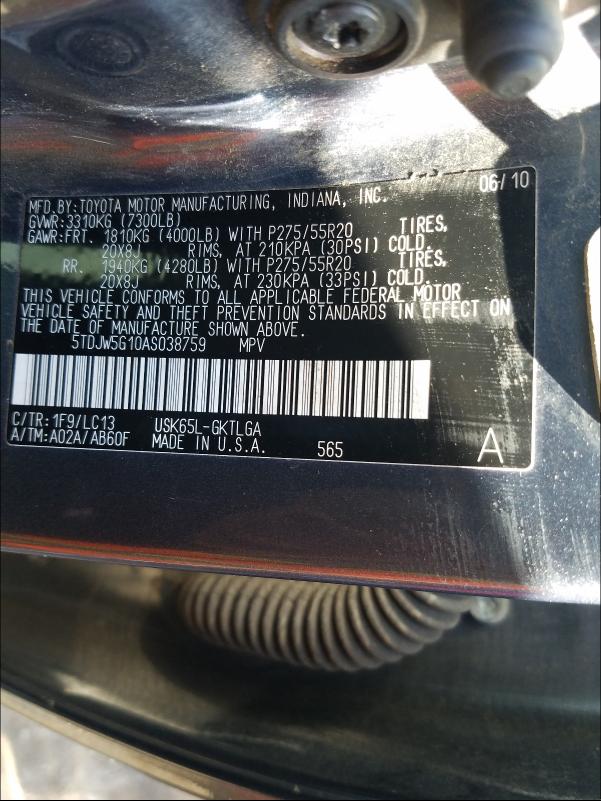 06/10
MFD.BY:TOYOTA MOTOR MANUFACTURING, INDIANA, INC.
GVWR:3310KG (7300LB)
GAWR:FRT. 1810KG (4000LB) WITH P275/55R20 TIRES,
20X8J RIMS, AT 210KPA (30PSI) COLD.
RR. 1940KG (4280LB) WITH P275/55R20 TIRES,
20X8J RIMS, AT 230KPA (33PSI) COLD.
THIS VEHICLE CONFORMS TO ALL APPLICABLE FEDERAL MOTOR
VEHICLE SAFETY AND THEFT PREVENTION STANDARDS IN EFFECT ON
THE DATE OF MANUFACTURE SHOWN ABOVE.
5TDJW5G10AS038759 MPV
C/TR: 1F9/LC13 USK65L-GKTLGA
A/TM: A02A/AB60F MADE IN U.S.A. 565 A